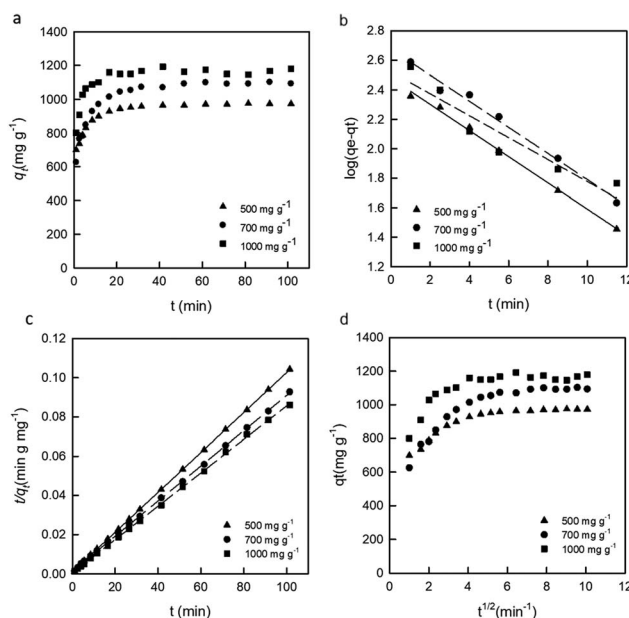 a
1400
1200
1000
800
600
400
200
0
qt(mg g-1)
0 20 40 60 80 100
t (min)
500 mg g-1
700 mg g-1
1000 mg g-1
b
2.8
2.6
2.4
2.2
2.0
1.8
1.6
1.4
1.2
log(qe-qt)
0 2 4 6 8 10 12
t (min)
500 mg g-1
700 mg g-1
1000 mg g-1
c
0.12
0.10
0.08
0.06
0.04
0.02
0.00
t/qt(min g mg-1)
0 20 40 60 80 100
t (min)
500 mg g-1
700 mg g-1
1000 mg g-1
d
1400
1200
1000
800
600
400
200
0
qt(mg g-1)
0 2 4 6 8 10 12
t1/2(min-1)
500 mg g-1
700 mg g-1
1000 mg g-1